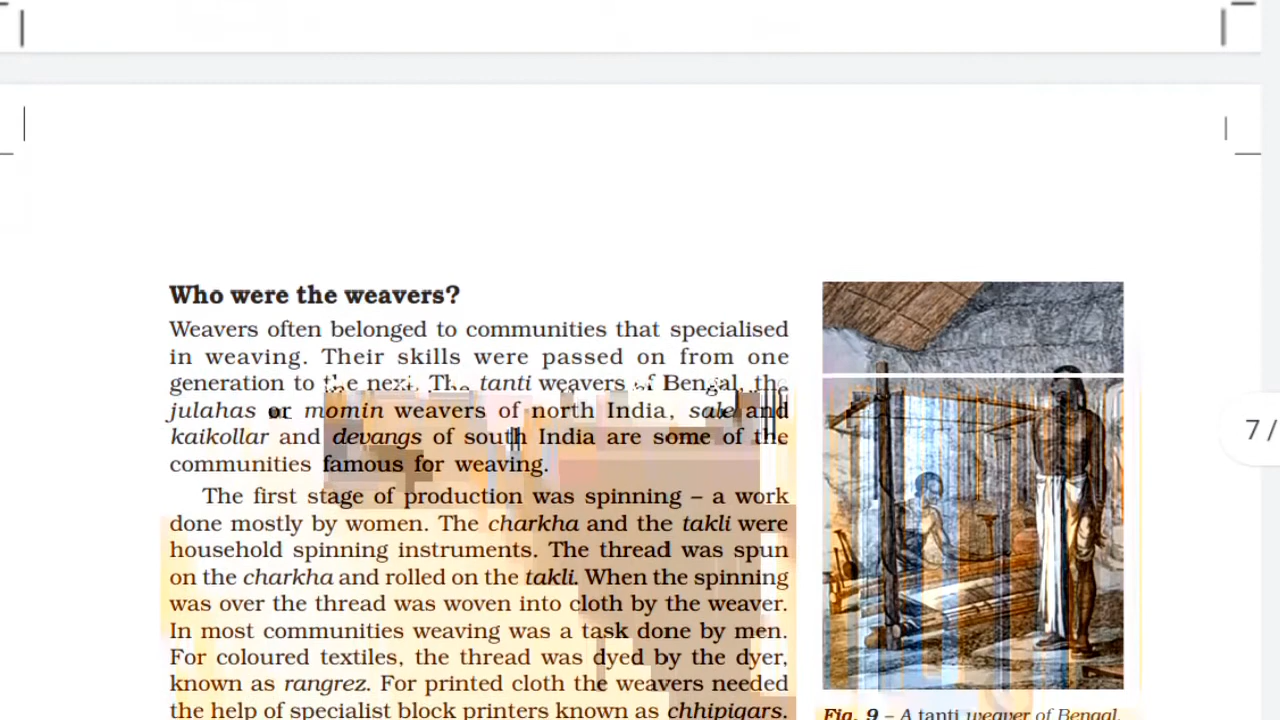 Who were the weavers?
Weavers often belonged to communities that specialised
in weaving. Their skills were passed on from one
generation to the next. The tanti weavers of Bengal, the
julahas or momin weavers of north India, sale and
kaikollar and devangs of south India are some of the
communities famous for weaving.
The first stage of production was spinning – a work
done mostly by women. The charkha and the takli were
household spinning instruments. The thread was spun
on the charkha and rolled on the takli. When the spinning
was over the thread was woven into cloth by the weaver.
In most communities weaving was a task done by men.
For coloured textiles, the thread was dyed by the dyer,
known as rangrez. For printed cloth the weavers needed
the help of specialist block printers known as chhipigars.
Fig. 9 – A tanti weaver of Bengal,
7 /